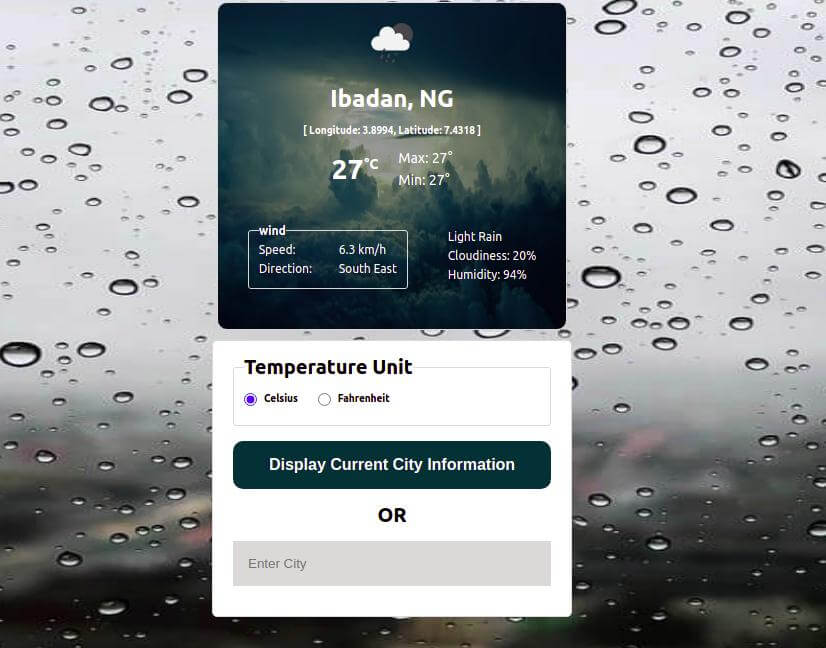 Ibadan, NG
[ Longitude: 3.8994, Latitude: 7.4318 ]
27°C
Max: 27°
Min: 27°
wind
Speed: 6.3 km/h
Direction: South East
Light Rain
Cloudiness: 20%
Humidity: 94%
Temperature Unit
Celsius Fahrenheit
Display Current City Information
OR
Enter City